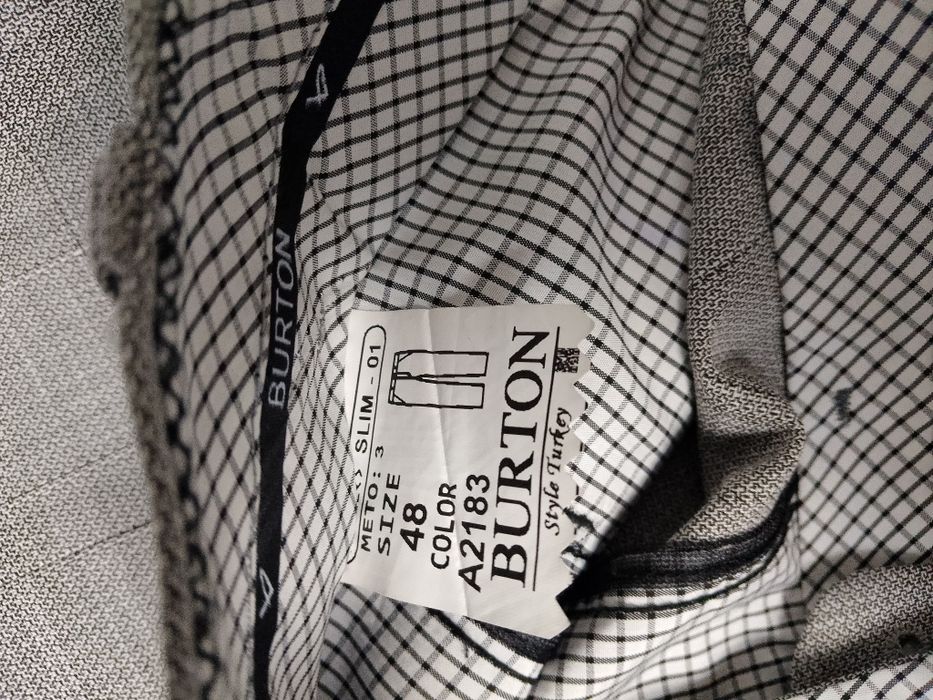 BURTON
SLIM - 01
METO: 3
SIZE
48
COLOR
A2183
BURTON
Style Turkey